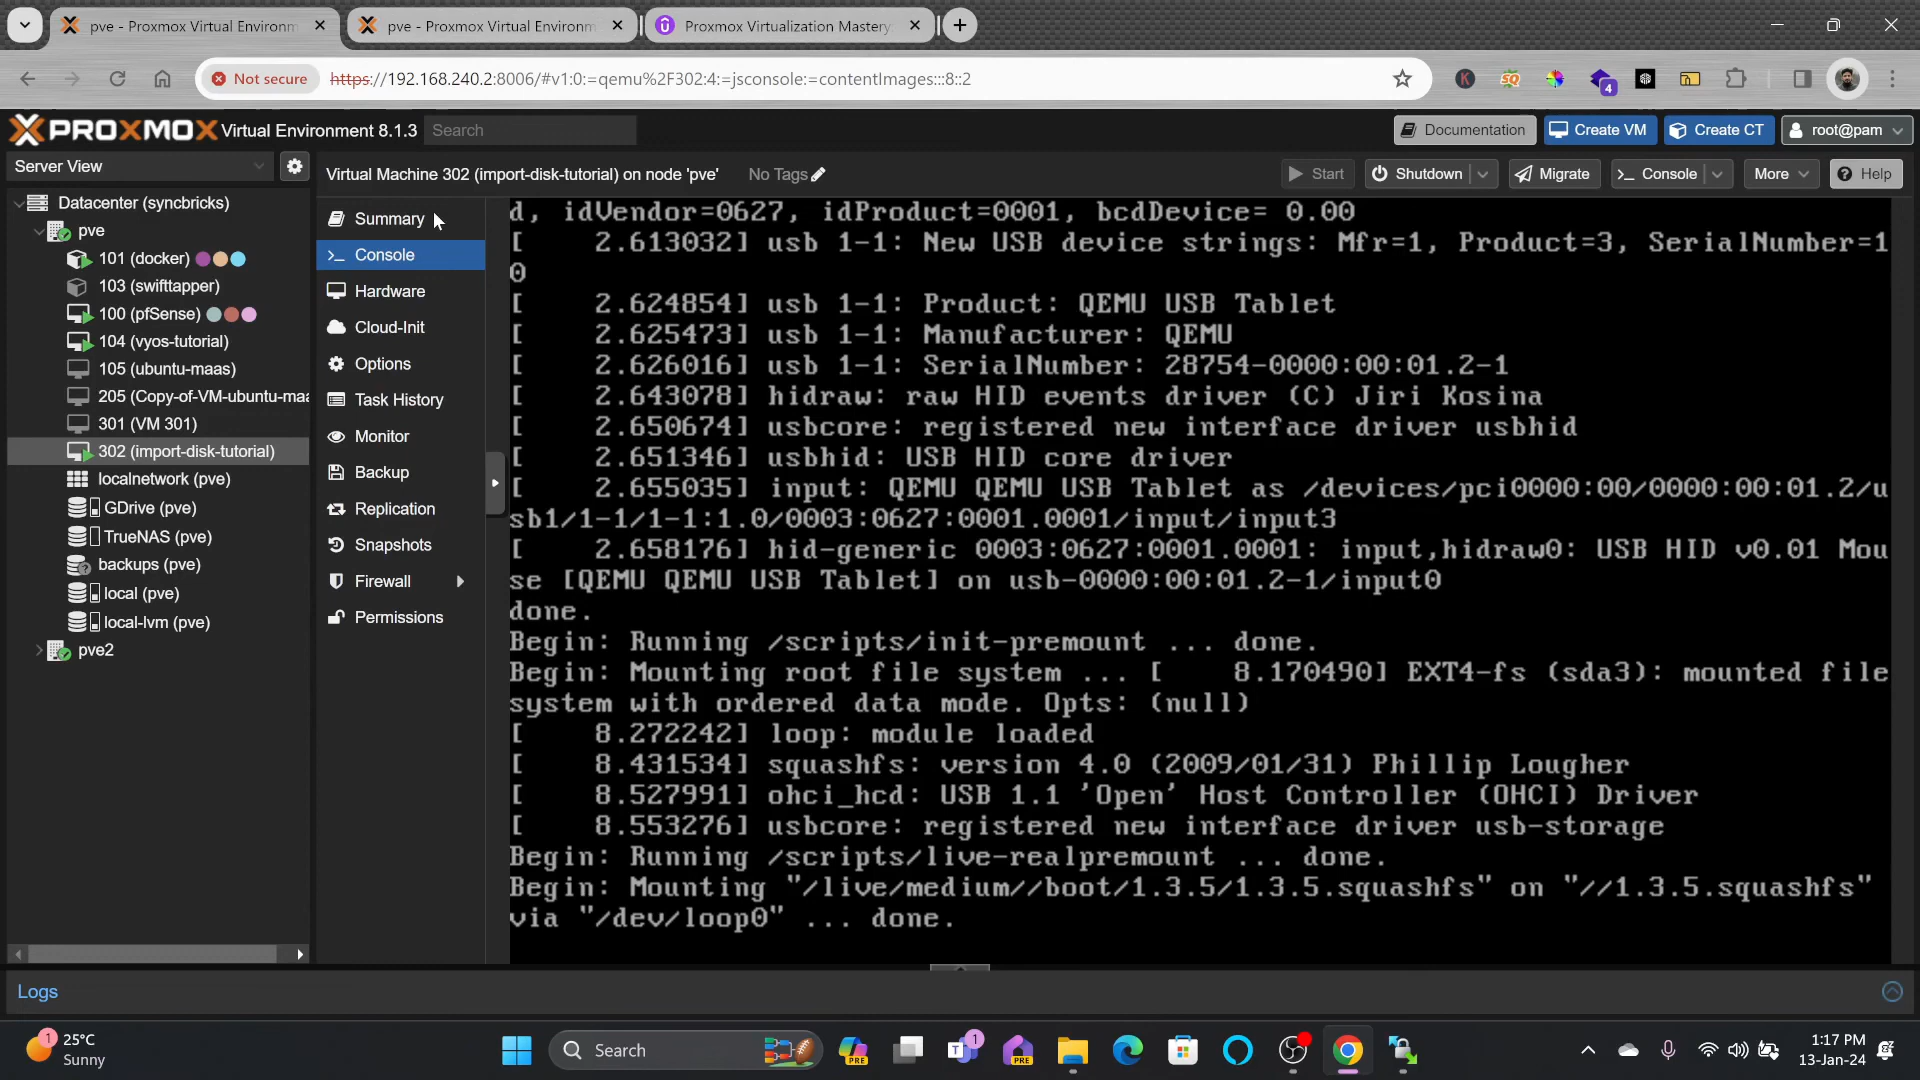 pve - Proxmox Virtual Environm
pve - Proxmox Virtual Environm
Proxmox Virtualization Mastery
Not secure
https://192.168.240.2:8006/#v1:0:=qemu%2F302:4:=jsconsole:=contentImages:::8::2
4
PROXMOX Virtual Environment 8.1.3
Search
Documentation
Create VM
Create CT
root@pam
Server View
Virtual Machine 302 (import-disk-tutorial) on node 'pve'
No Tags
Start
Shutdown
Migrate
Console
More
Help
Datacenter (syncbricks)
pve
101 (docker)
103 (swifttapper)
100 (pfSense)
104 (vyos-tutorial)
105 (ubuntu-maas)
205 (Copy-of-VM-ubuntu-maa
301 (VM 301)
302 (import-disk-tutorial)
localnetwork (pve)
GDrive (pve)
TrueNAS (pve)
backups (pve)
local (pve)
local-lvm (pve)
pve2
Summary
Console
Hardware
Cloud-Init
Options
Task History
Monitor
Backup
Replication
Snapshots
Firewall
Permissions
d, idVendor=0627, idProduct=0001, bcdDevice= 0.00
[    2.613032] usb 1-1: New USB device strings: Mfr=1, Product=3, SerialNumber=1
0
[    2.624854] usb 1-1: Product: QEMU USB Tablet
[    2.625473] usb 1-1: Manufacturer: QEMU
[    2.626016] usb 1-1: SerialNumber: 28754-0000:00:01.2-1
[    2.643078] hidraw: raw HID events driver (C) Jiri Kosina
[    2.650674] usbcore: registered new interface driver usbhid
[    2.651346] usbhid: USB HID core driver
[    2.655035] input: QEMU QEMU USB Tablet as /devices/pci0000:00/0000:00:01.2/u
sb1/1-1/1-1:1.0/0003:0627:0001.0001/input/input3
[    2.658176] hid-generic 0003:0627:0001.0001: input,hidraw0: USB HID v0.01 Mou
se [QEMU QEMU USB Tablet] on usb-0000:00:01.2-1/input0
done.
Begin: Running /scripts/init-premount ... done.
Begin: Mounting root file system ... [    8.170490] EXT4-fs (sda3): mounted file
system with ordered data mode. Opts: (null)
[    8.272242] loop: module loaded
[    8.431534] squashfs: version 4.0 (2009/01/31) Phillip Lougher
[    8.527991] ohci_hcd: USB 1.1 'Open' Host Controller (OHCI) Driver
[    8.553276] usbcore: registered new interface driver usb-storage
Begin: Running /scripts/live-realpremount ... done.
Begin: Mounting "/live/medium//boot/1.3.5/1.3.5.squashfs" on "//1.3.5.squashfs"
via "/dev/loop0" ... done.
Logs
1
25°C
Sunny
Search
PRE
1
PRE
1:17 PM
13-Jan-24